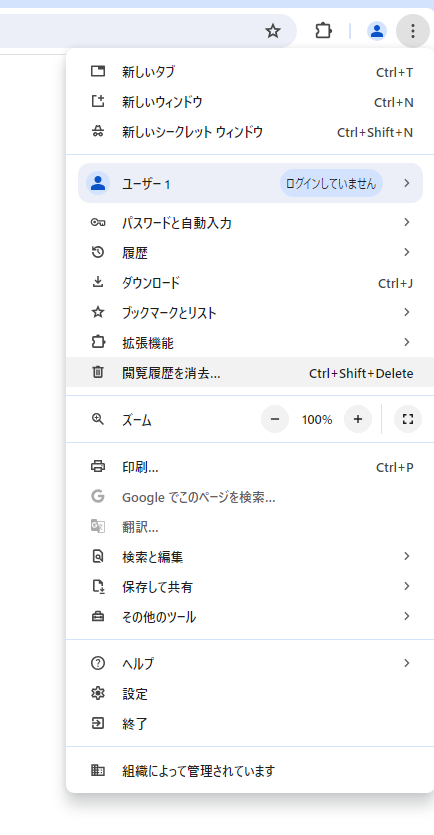 新しいタブ Ctrl+T
新しいウィンドウ Ctrl+N
新しいシークレット ウィンドウ Ctrl+Shift+N
ユーザー 1 ログインしていません
パスワードと自動入力
履歴
ダウンロード Ctrl+J
ブックマークとリスト
拡張機能
閲覧履歴を消去... Ctrl+Shift+Delete
ズーム − 100% +
印刷... Ctrl+P
Google でこのページを検索...
翻訳...
検索と編集
保存して共有
その他のツール
ヘルプ
設定
終了
組織によって管理されています